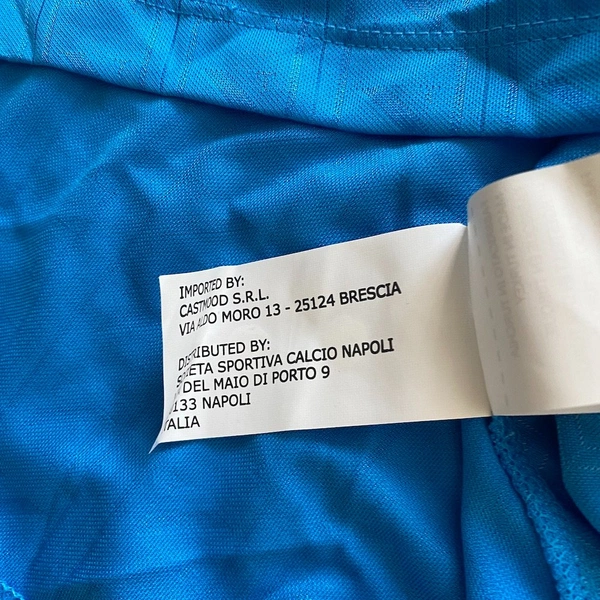 IMPORTED BY:
CASTMOOD S.R.L.
VIA ALDO MORO 13 - 25124 BRESCIA
DISTRIBUTED BY:
SPORTIVA CALCIO NAPOLI
DEL MAIO DI PORTO 9
133 NAPOLI
ITALIA